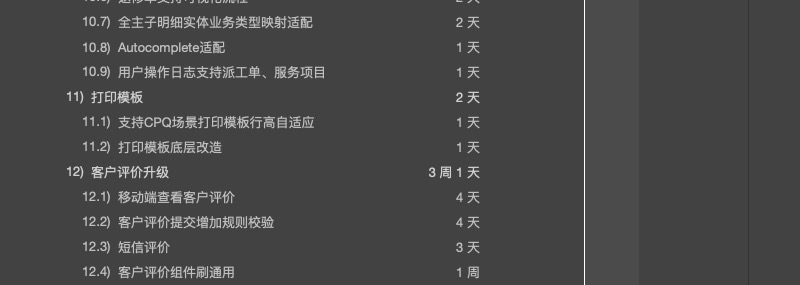 10.7) 全主子明细实体业务类型映射适配 2 天
10.8) Autocomplete适配 1 天
10.9) 用户操作日志支持派工单、服务项目 1 天
11) 打印模板 2 天
11.1) 支持CPQ场景打印模板行高自适应 1 天
11.2) 打印模板底层改造 1 天
12) 客户评价升级 3 周 1 天
12.1) 移动端查看客户评价 4 天
12.2) 客户评价提交增加规则校验 4 天
12.3) 短信评价 3 天
12.4) 客户评价组件刷通用 1 周